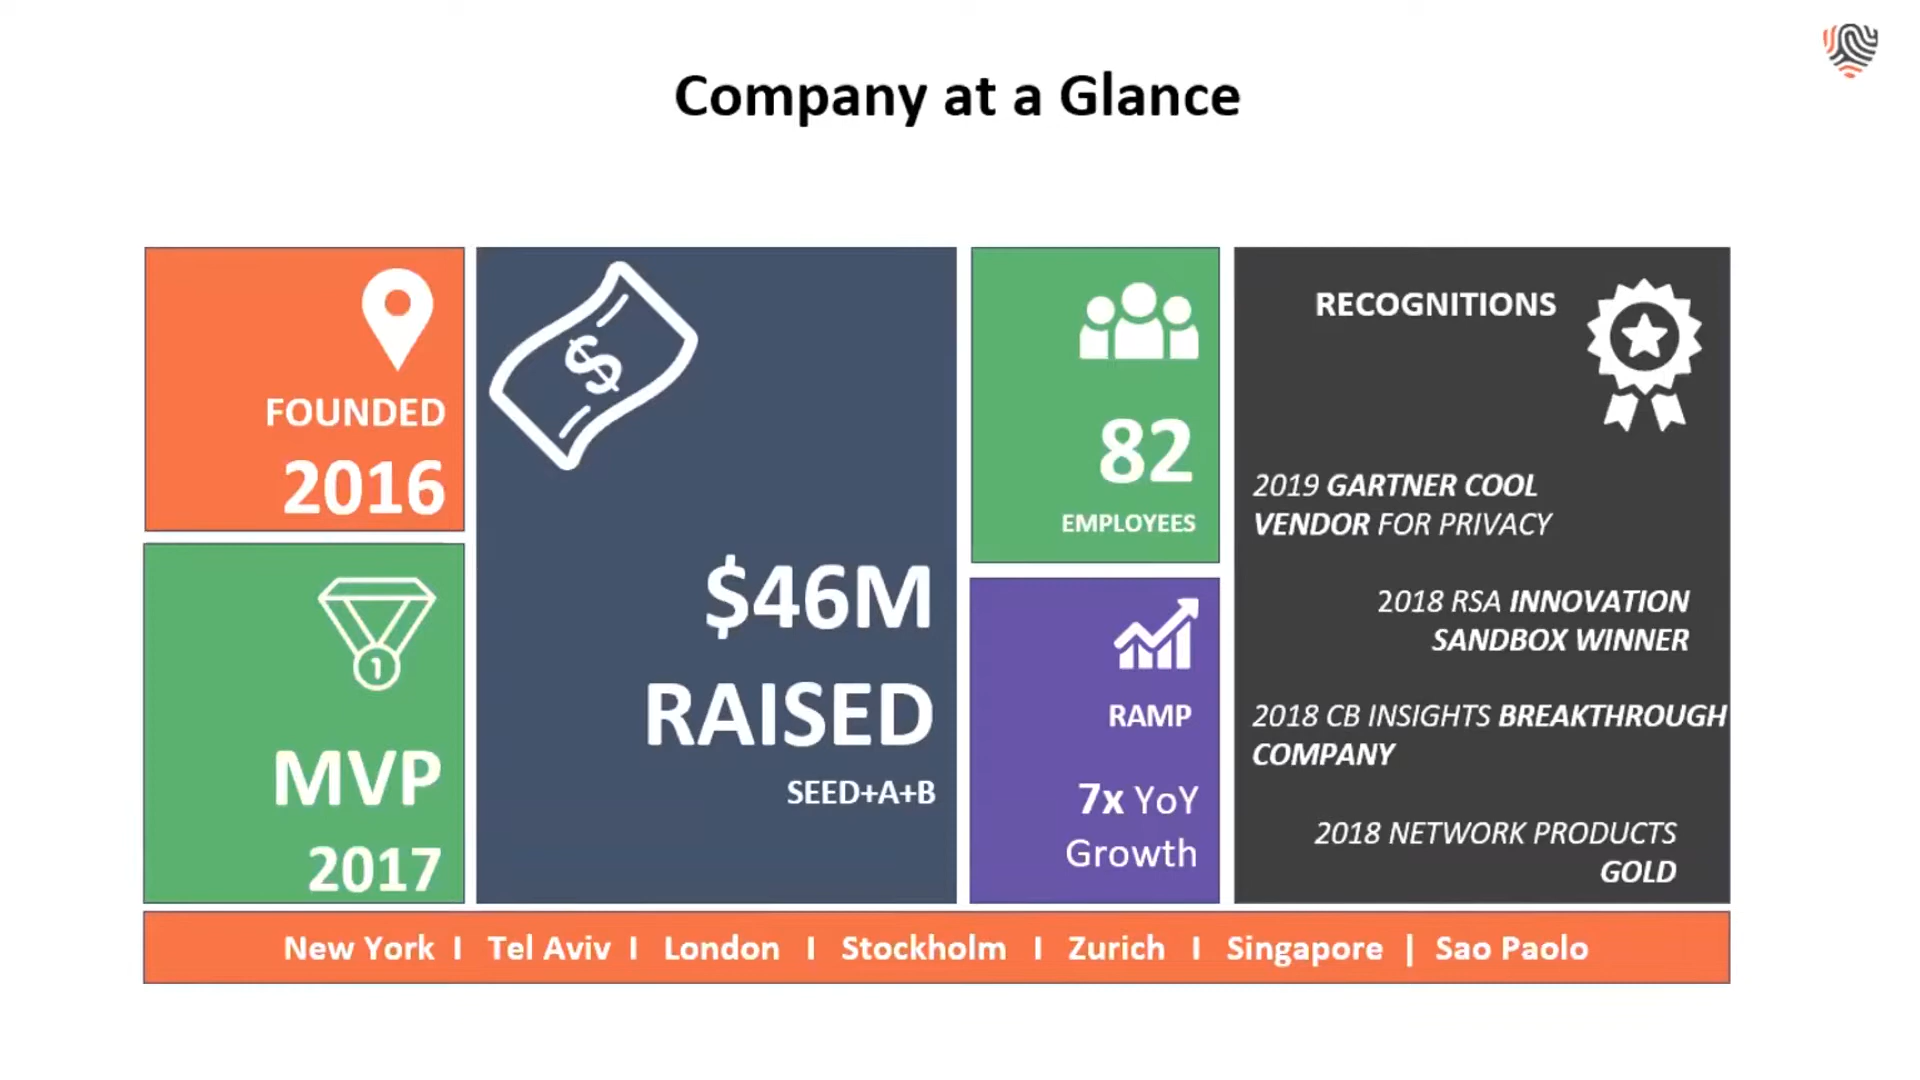 Company at a Glance
FOUNDED
2016
MVP
2017
$46M
RAISED
SEED+A+B
82
EMPLOYEES
RAMP
7x YoY
Growth
RECOGNITIONS
2019 GARTNER COOL
VENDOR FOR PRIVACY
2018 RSA INNOVATION
SANDBOX WINNER
2018 CB INSIGHTS BREAKTHROUGH
COMPANY
2018 NETWORK PRODUCTS
GOLD
New York I Tel Aviv I London I Stockholm I Zurich I Singapore | Sao Paolo